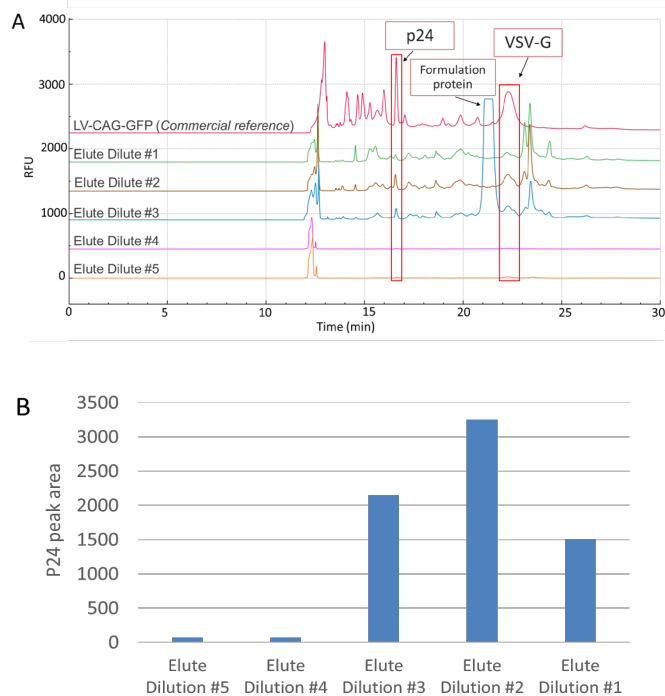 A
p24
VSV-G
Formulation
protein
LV-CAG-GFP (Commercial reference)
Elute Dilute #1
Elute Dilute #2
Elute Dilute #3
Elute Dilute #4
Elute Dilute #5
RFU
4000
3000
2000
1000
0
0 5 10 15 20 25 30
Time (min)
B
P24 peak area
3500
3000
2500
2000
1500
1000
500
0
Elute Elute Elute Elute Elute
Dilution #5 Dilution #4 Dilution #3 Dilution #2 Dilution #1